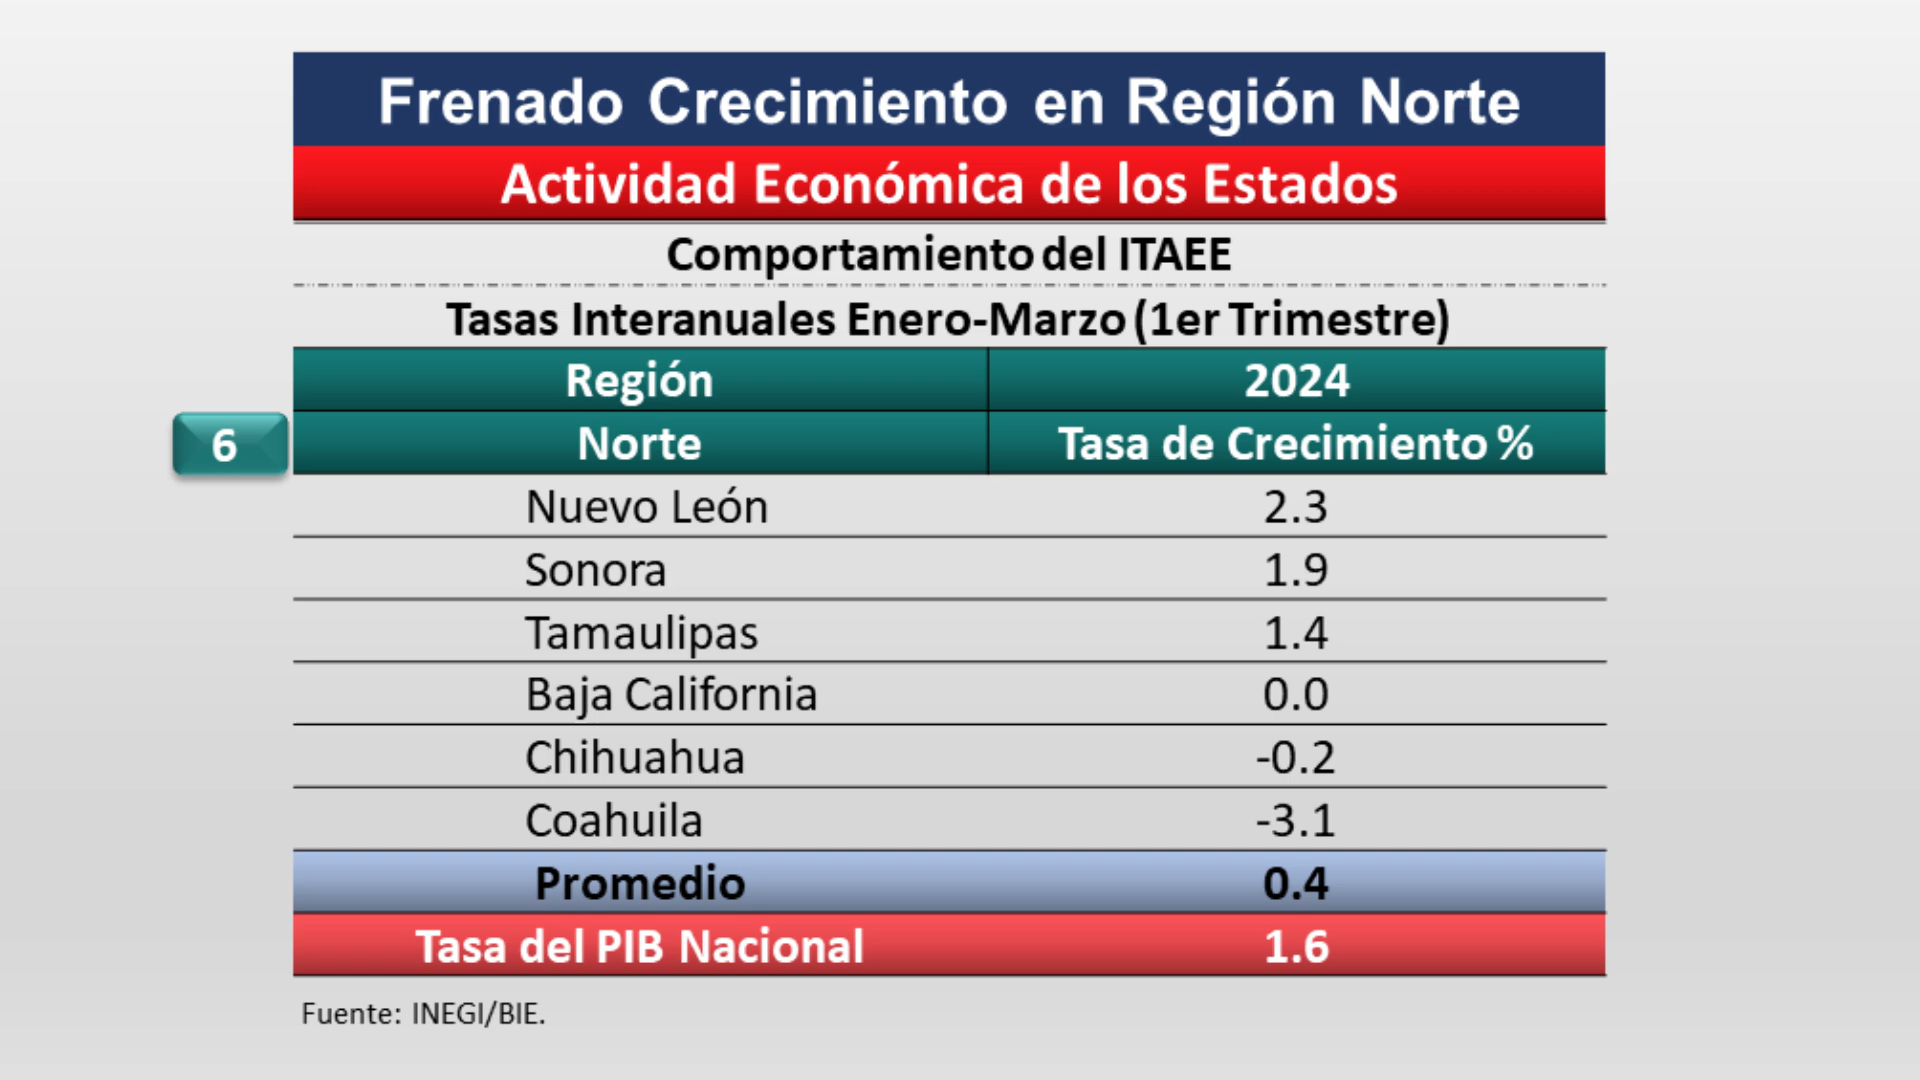 Frenado Crecimiento en Región Norte
Actividad Económica de los Estados
Comportamiento del ITAEE
Tasas Interanuales Enero-Marzo (1er Trimestre)
Región 2024
6 Norte Tasa de Crecimiento %
Nuevo León 2.3
Sonora 1.9
Tamaulipas 1.4
Baja California 0.0
Chihuahua -0.2
Coahuila -3.1
Promedio 0.4
Tasa del PIB Nacional 1.6
Fuente: INEGI/BIE.